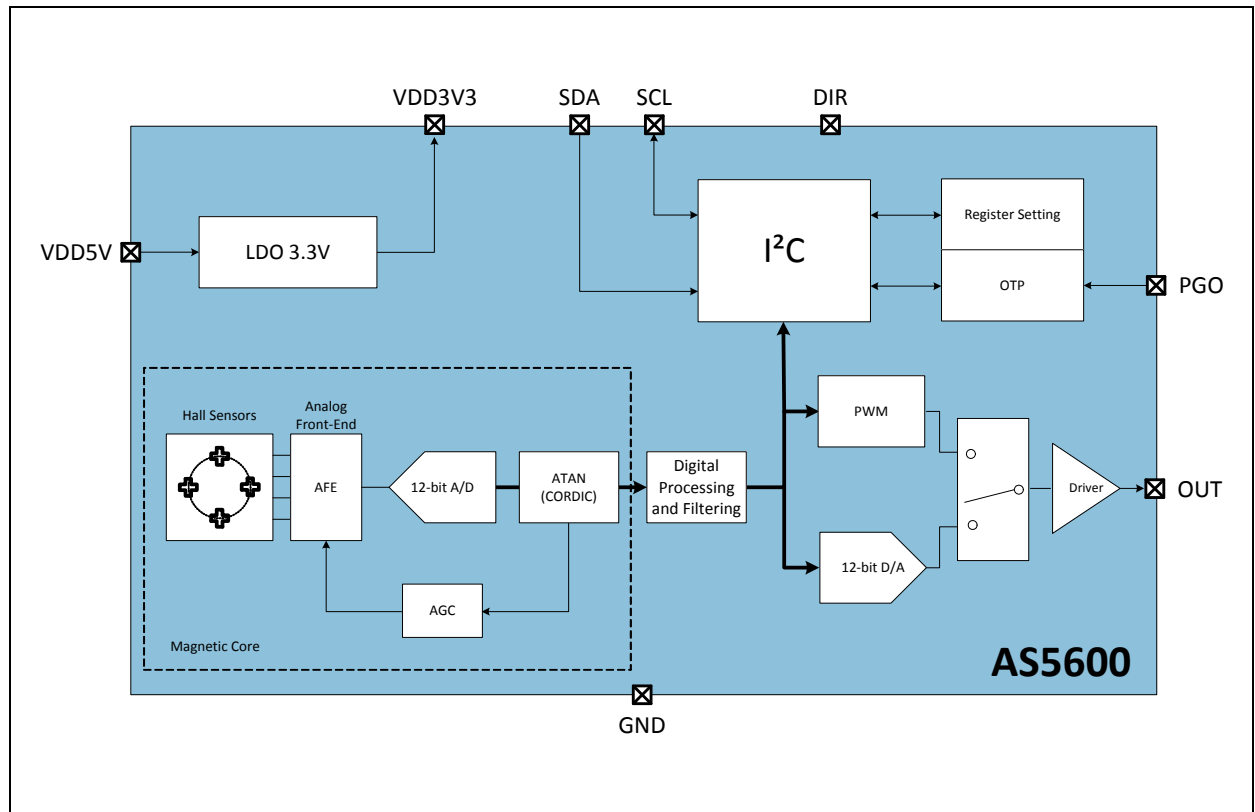 VDD3V3
SDA
SCL
DIR
VDD5V
LDO 3.3V
I²C
Register Setting
OTP
PGO
Hall Sensors
Analog
Front-End
AFE
12-bit A/D
ATAN
(CORDIC)
Digital
Processing
and Filtering
PWM
12-bit D/A
Driver
OUT
AGC
Magnetic Core
AS5600
GND